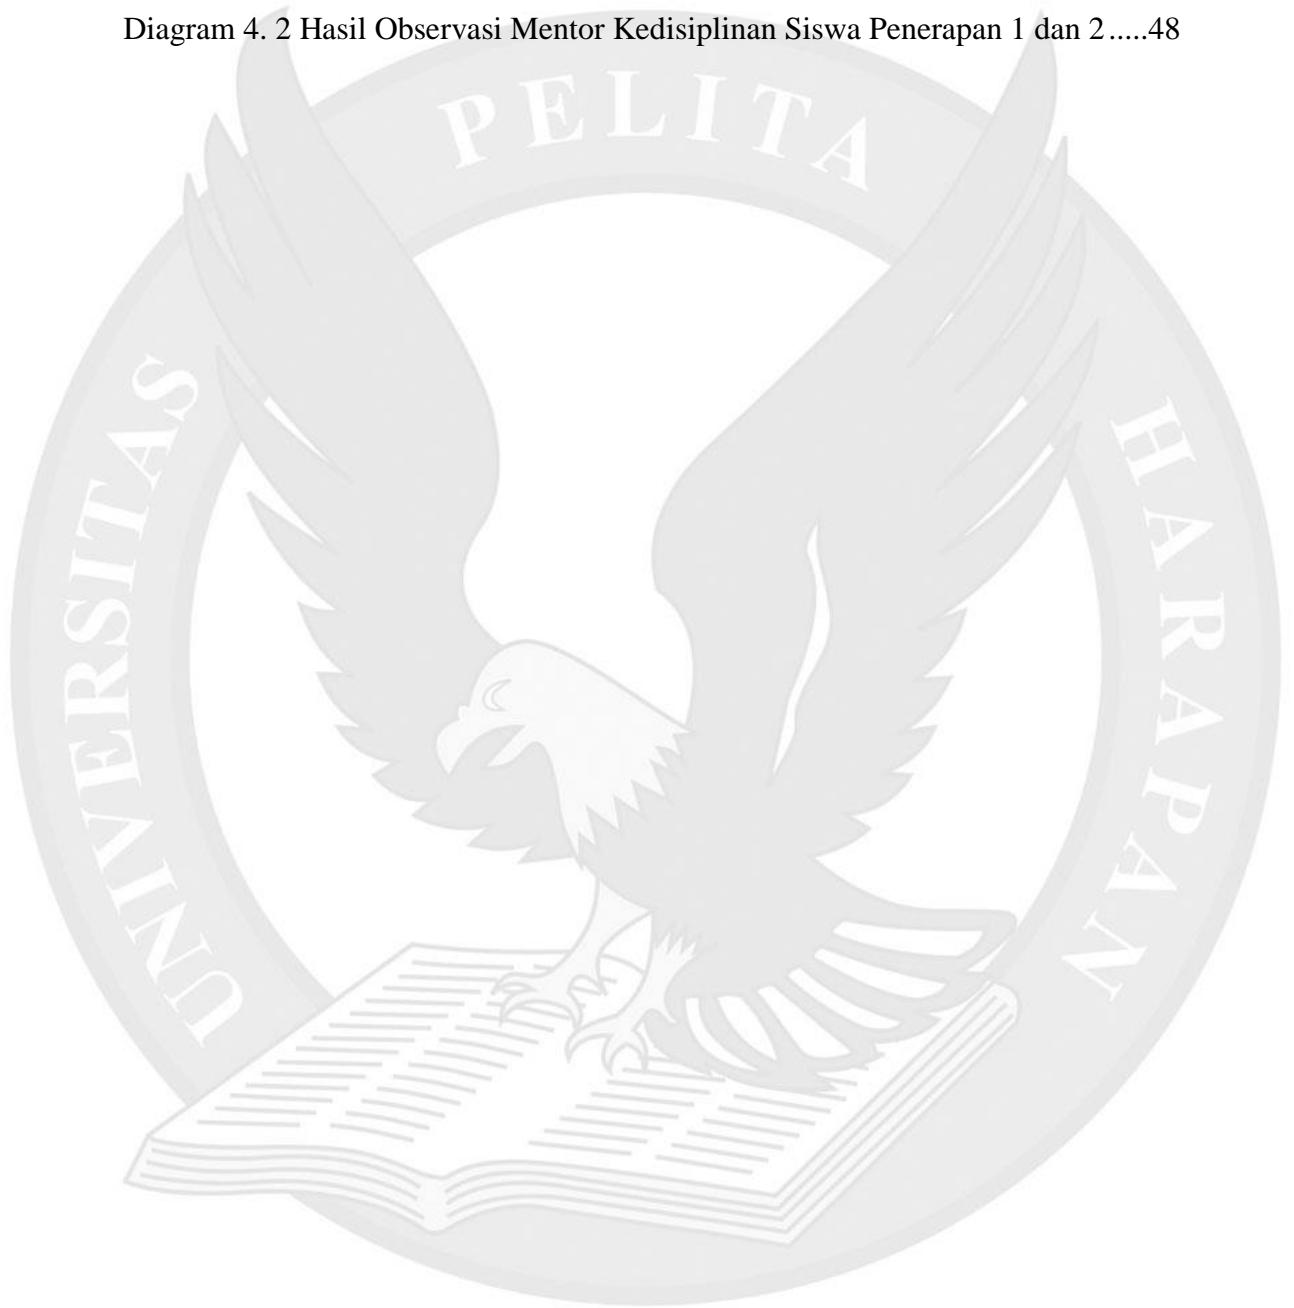 Diagram 4. 2 Hasil Observasi Mentor Kedisiplinan Siswa Penerapan 1 dan 2.....48
UNIVERSITAS PELITA HARAPAN